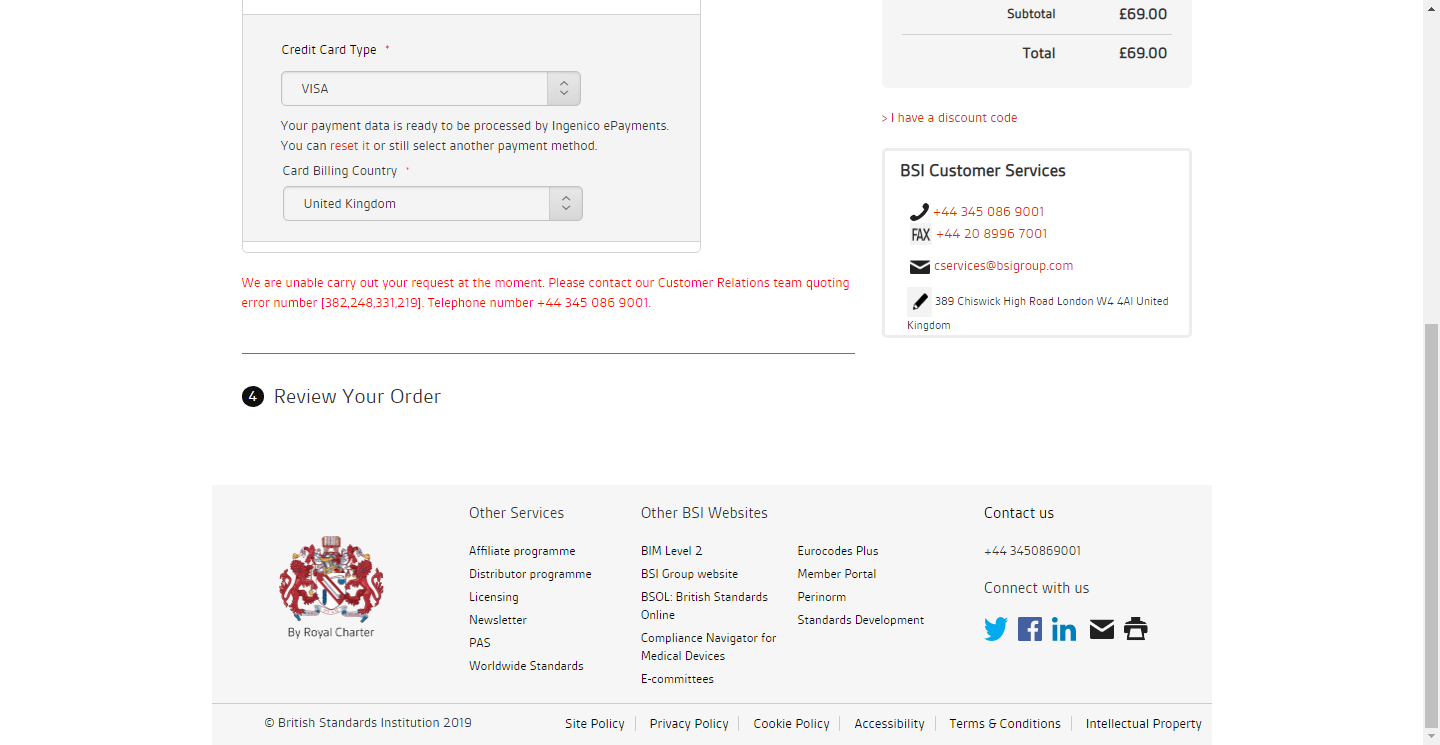 Credit Card Type *
VISA
Your payment data is ready to be processed by Ingenico ePayments.
You can reset it or still select another payment method.
Card Billing Country *
United Kingdom
We are unable carry out your request at the moment. Please contact our Customer Relations team quoting
error number [382,248,331,219]. Telephone number +44 345 086 9001.
4 Review Your Order
Subtotal £69.00
Total £69.00
> I have a discount code
BSI Customer Services
+44 345 086 9001
FAX +44 20 8996 7001
cservices@bsigroup.com
389 Chiswick High Road London W4 4Al United
Kingdom
By Royal Charter
Other Services
Affiliate programme
Distributor programme
Licensing
Newsletter
PAS
Worldwide Standards
Other BSI Websites
BIM Level 2
BSI Group website
BSOL: British Standards
Online
Compliance Navigator for
Medical Devices
E-committees
Eurocodes Plus
Member Portal
Perinorm
Standards Development
Contact us
+44 3450869001
Connect with us
© British Standards Institution 2019
Site Policy
Privacy Policy
Cookie Policy
Accessibility
Terms & Conditions
Intellectual Property